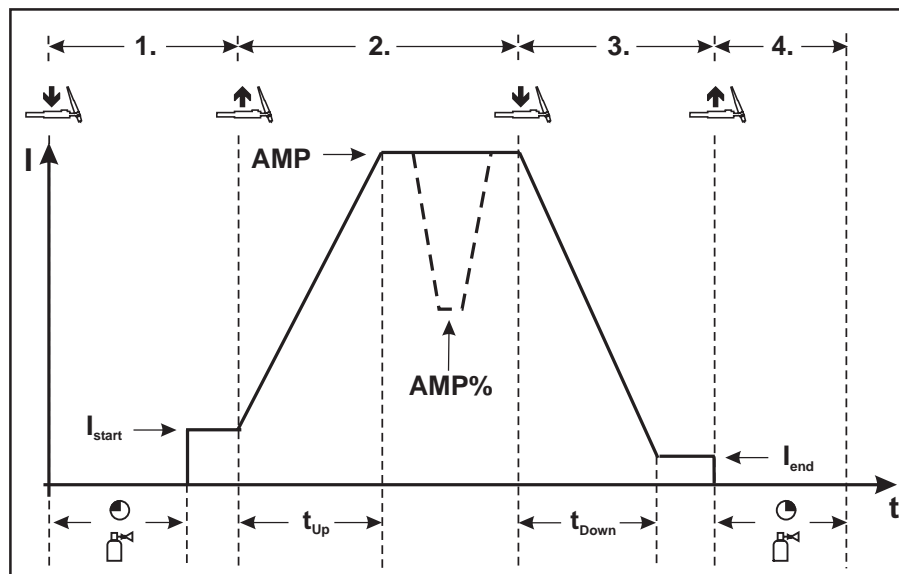 1. 2. 3. 4.
I
AMP
AMP%
Istart
Iend
t
tUp
tDown